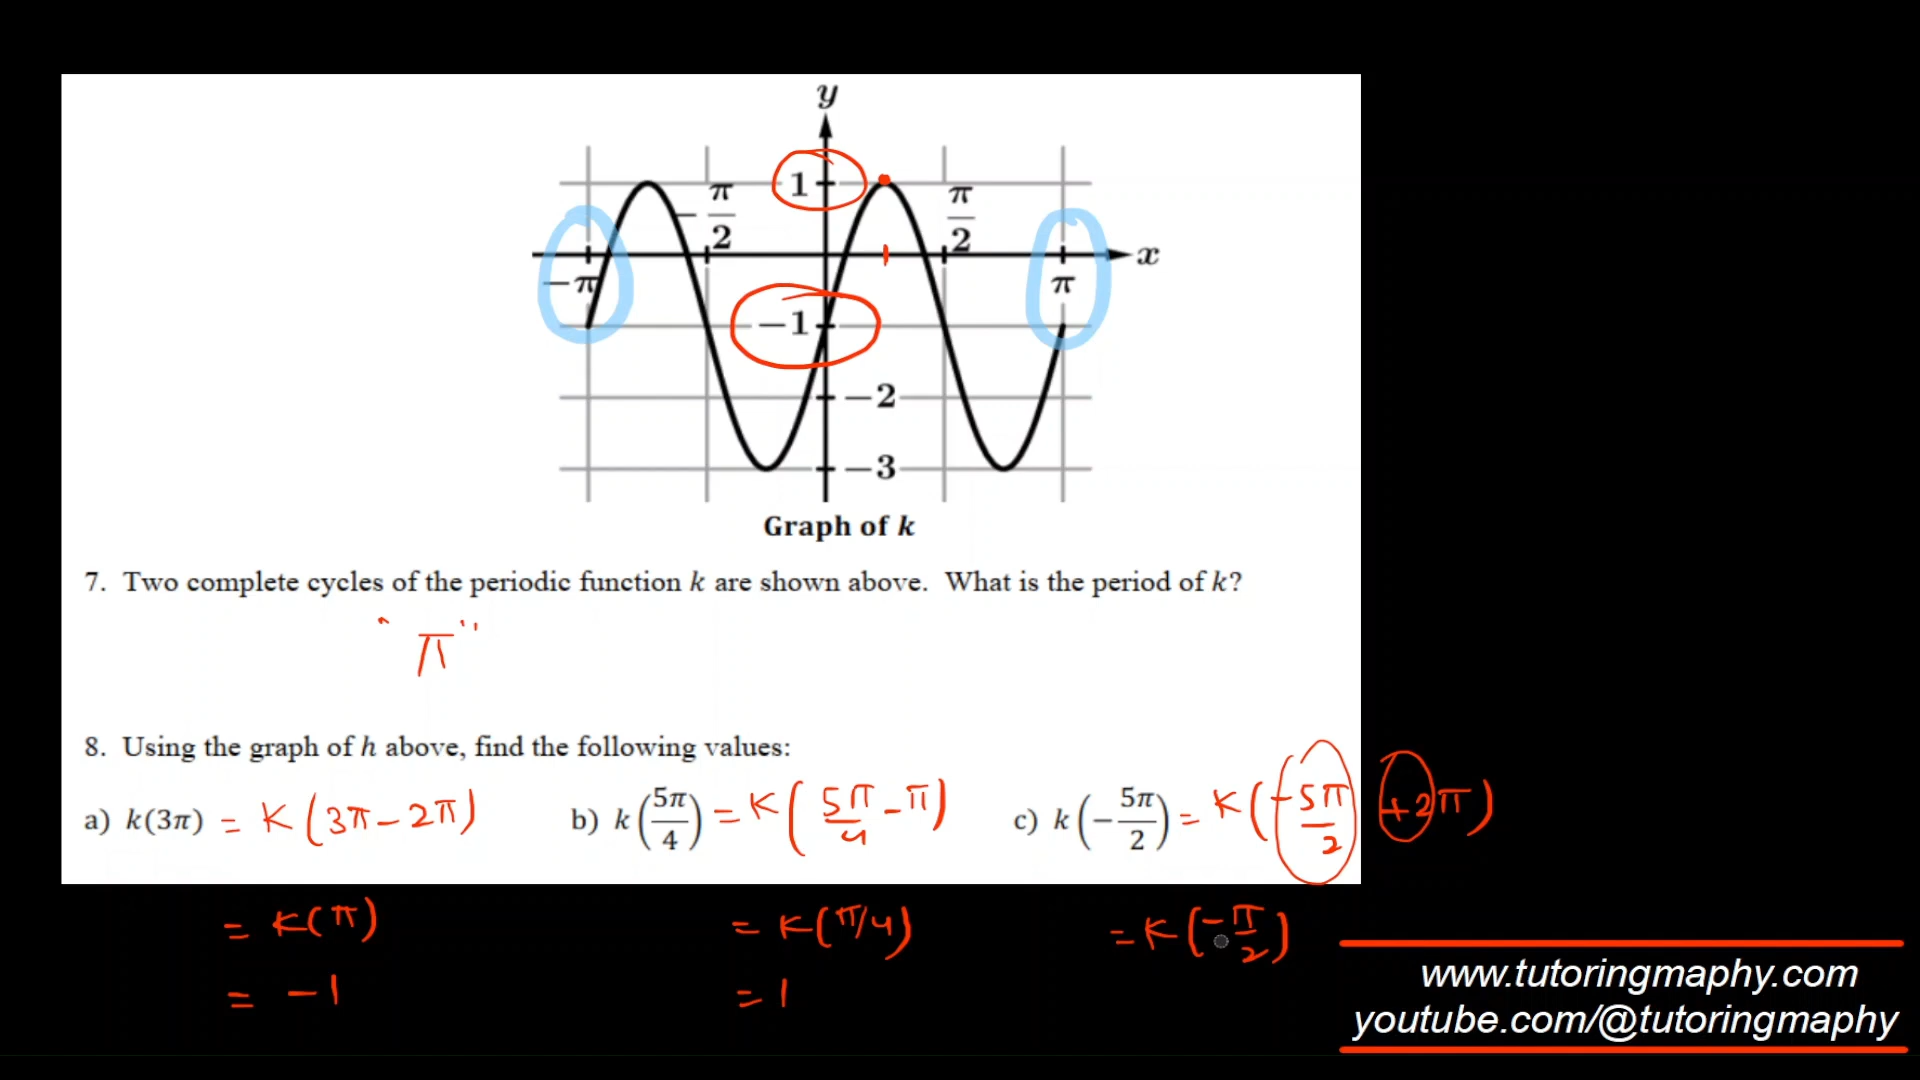 y
1
−π/2
π/2
x
−π
π
−1
−2
−3
Graph of k
7. Two complete cycles of the periodic function k are shown above. What is the period of k?
"π"
8. Using the graph of h above, find the following values:
a) k(3π) = K(3π − 2π) b) k(5π/4) = K(5π/4 − π) c) k(−5π/2) = K(−5π/2 + 2π)
= K(π) = K(π/4) = K(−π/2)
= −1 = 1
www.tutoringmaphy.com
youtube.com/@tutoringmaphy